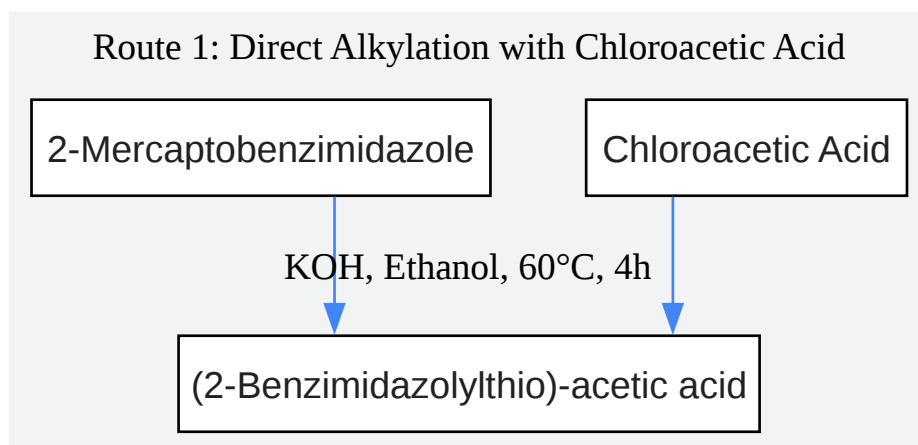 Route 1: Direct Alkylation with Chloroacetic Acid
2-Mercaptobenzimidazole
Chloroacetic Acid
KOH, Ethanol, 60°C, 4h
(2-Benzimidazolylthio)-acetic acid